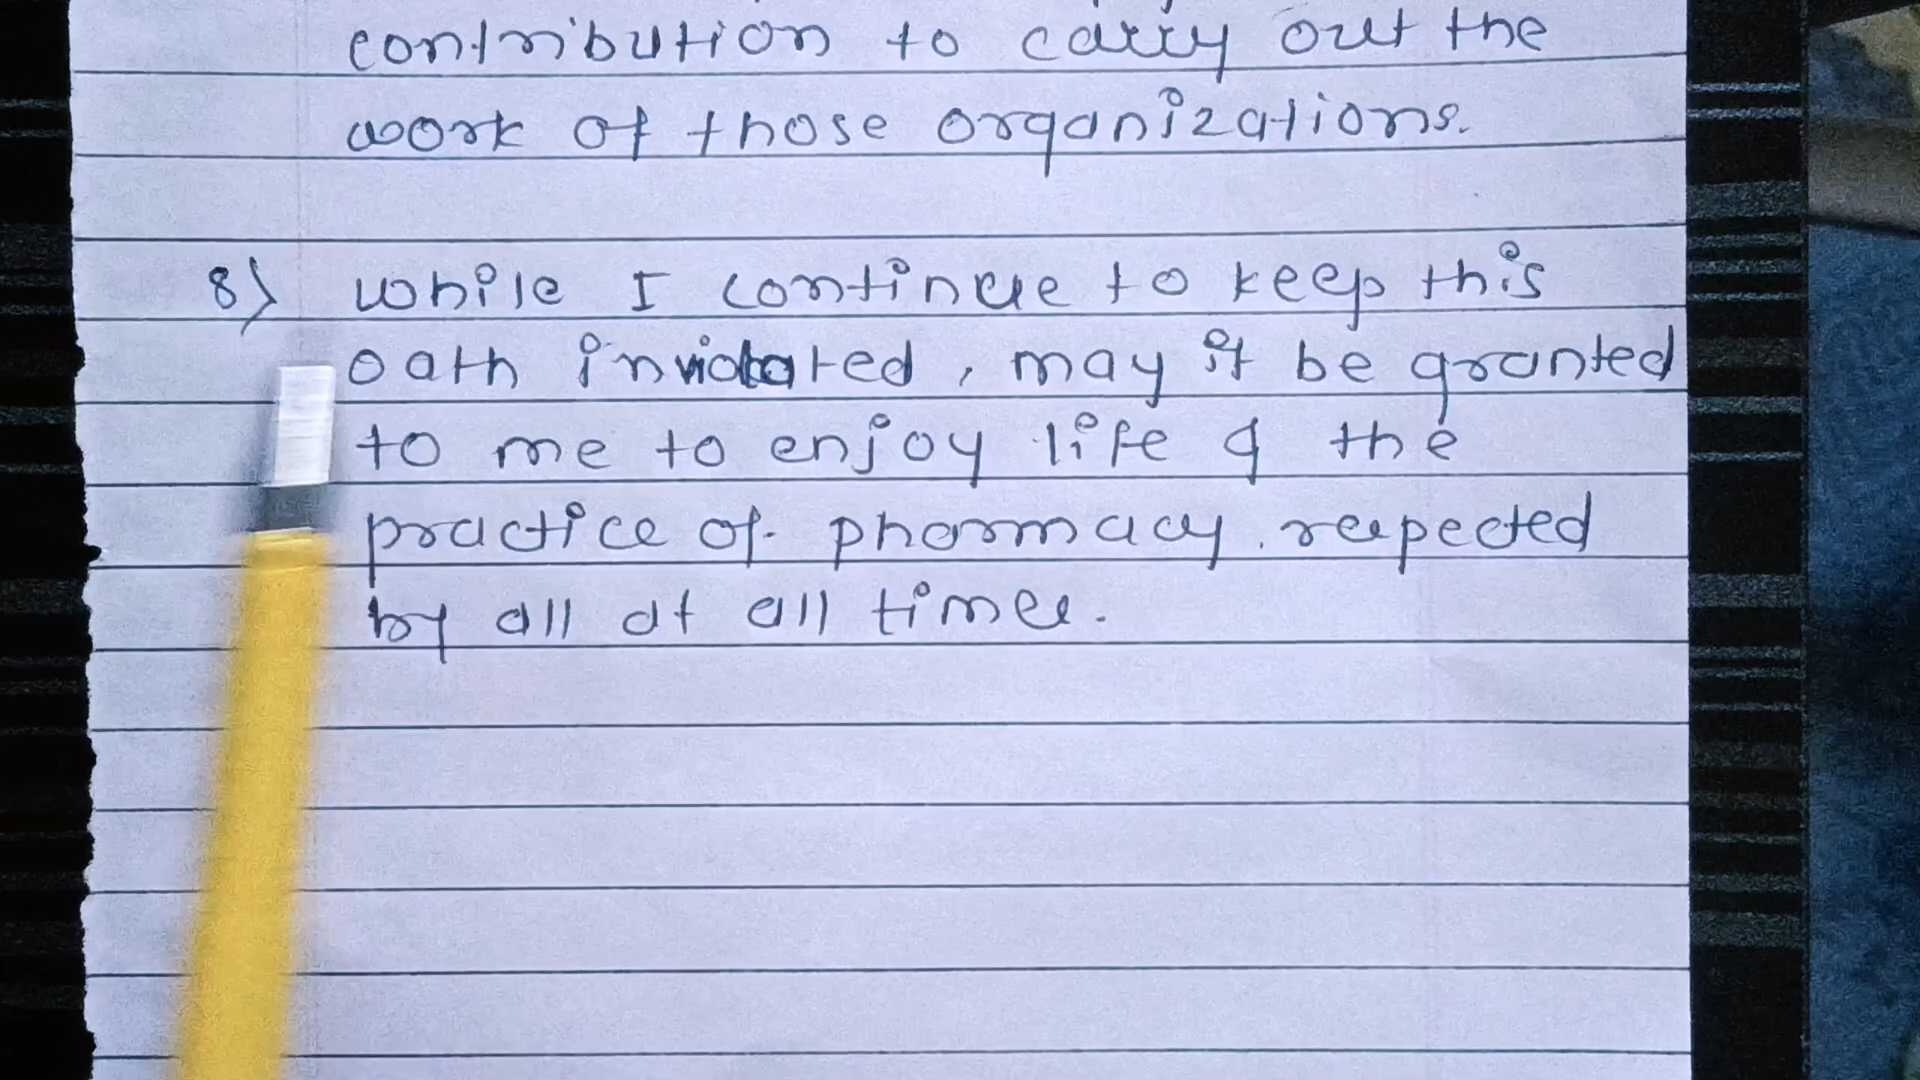 contribution to carry out the
work of those organizations.
8) While I continue to keep this
oath inviolated, may it be granted
to me to enjoy life & the
practice of pharmacy. respected
by all at all times.